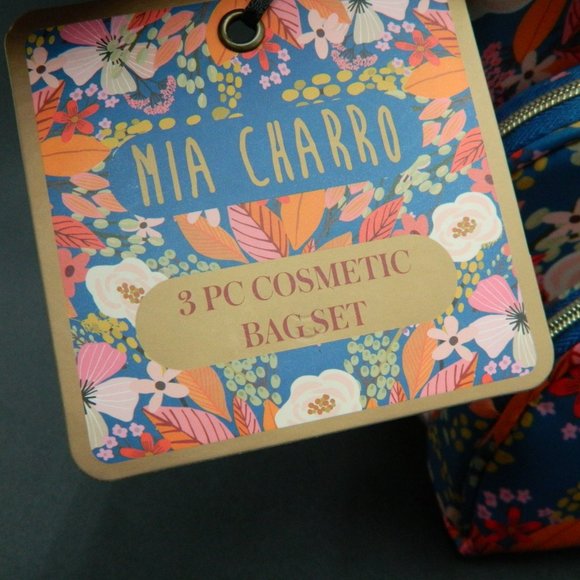 MIA CHARRO
3 PC COSMETIC
BAG SET